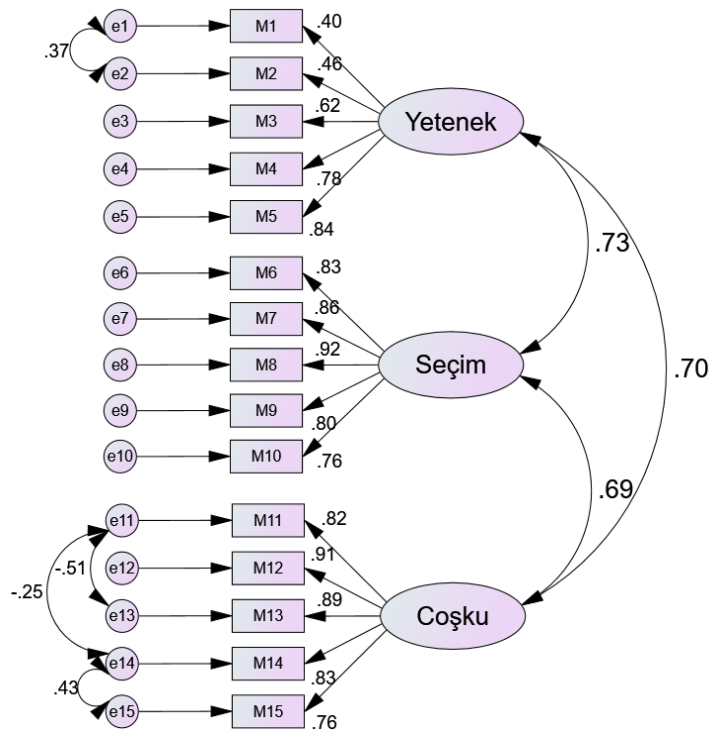 e1 M1 .40
.37
e2 M2 .46
e3 M3 .62
Yetenek
e4 M4 .78
e5 M5 .84
.73
e6 M6 .83
e7 M7 .86
e8 M8 .92
Seçim
.70
e9 M9 .80
e10 M10 .76
.69
e11 M11 .82
e12 M12 .91
-.51
-.25
e13 M13 .89
Coşku
e14 M14 .83
.43
e15 M15 .76